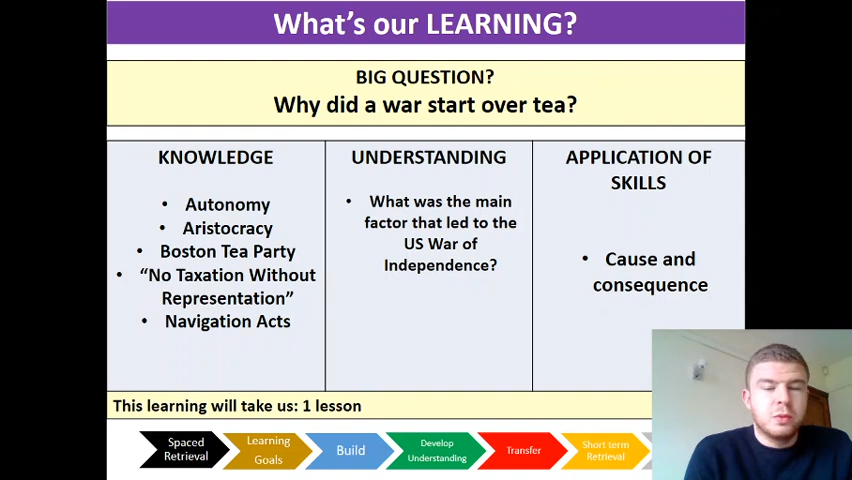 What's our LEARNING?
BIG QUESTION?
Why did a war start over tea?
KNOWLEDGE
• Autonomy
• Aristocracy
• Boston Tea Party
• “No Taxation Without
Representation”
• Navigation Acts
UNDERSTANDING
• What was the main
factor that led to the
US War of
Independence?
APPLICATION OF
SKILLS
• Cause and
consequence
This learning will take us: 1 lesson
Spaced
Retrieval
Learning
Goals
Build
Develop
Understanding
Transfer
Short term
Retrieval